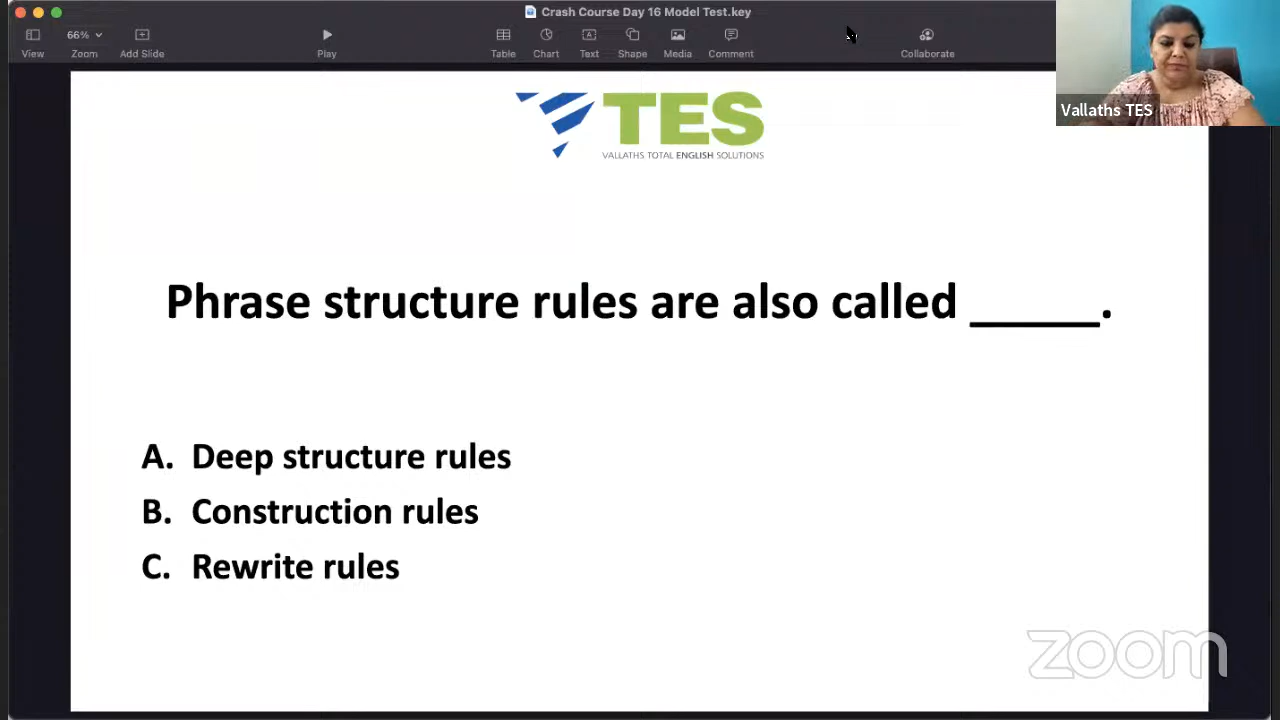 Crash Course Day 16 Model Test.key
66%
View
Zoom
Add Slide
Play
Table
Chart
Text
Shape
Media
Comment
Collaborate
Vallaths TES
TES
VALLATHS TOTAL ENGLISH SOLUTIONS
Phrase structure rules are also called _____.
A. Deep structure rules
B. Construction rules
C. Rewrite rules
zoom